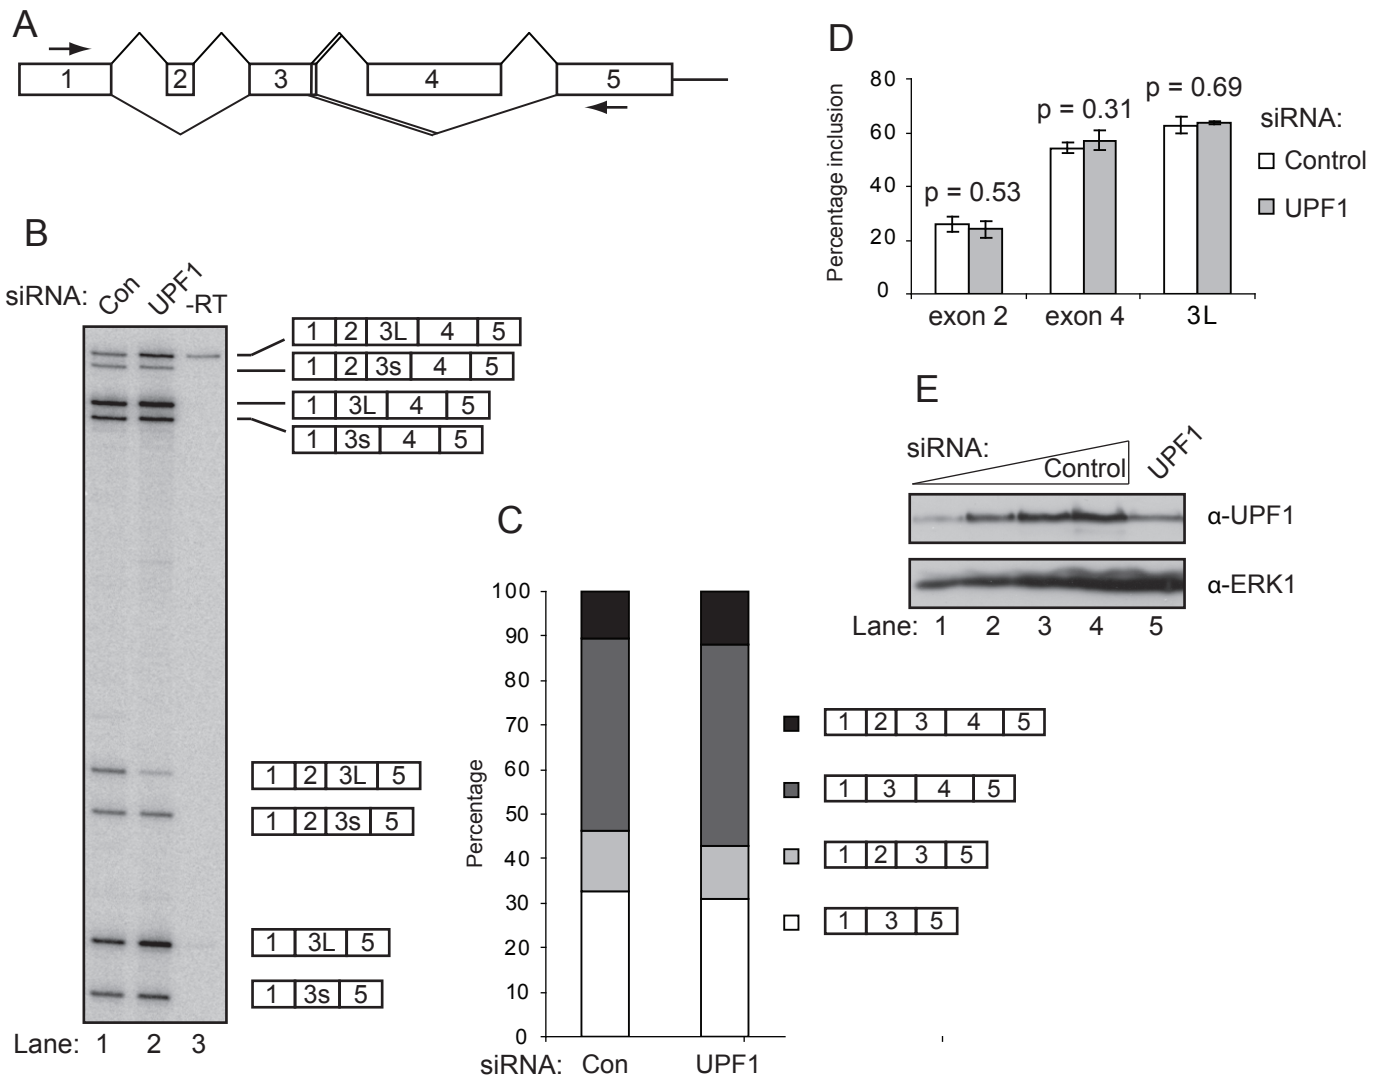 A
1 2 3 4 5
B
siRNA: Con UPF1 -RT
1 2 3L 4 5
1 2 3s 4 5
1 3L 4 5
1 3s 4 5
1 2 3L 5
1 2 3s 5
1 3L 5
1 3s 5
Lane: 1 2 3
C
Percentage
100
90
80
70
60
50
40
30
20
10
0
siRNA: Con UPF1
1 2 3 4 5
1 3 4 5
1 2 3 5
1 3 5
D
Percentage inclusion
80
60
40
20
0
p = 0.53
p = 0.31
p = 0.69
exon 2 exon 4 3L
siRNA:
Control
UPF1
E
siRNA: Control UPF1
α-UPF1
α-ERK1
Lane: 1 2 3 4 5